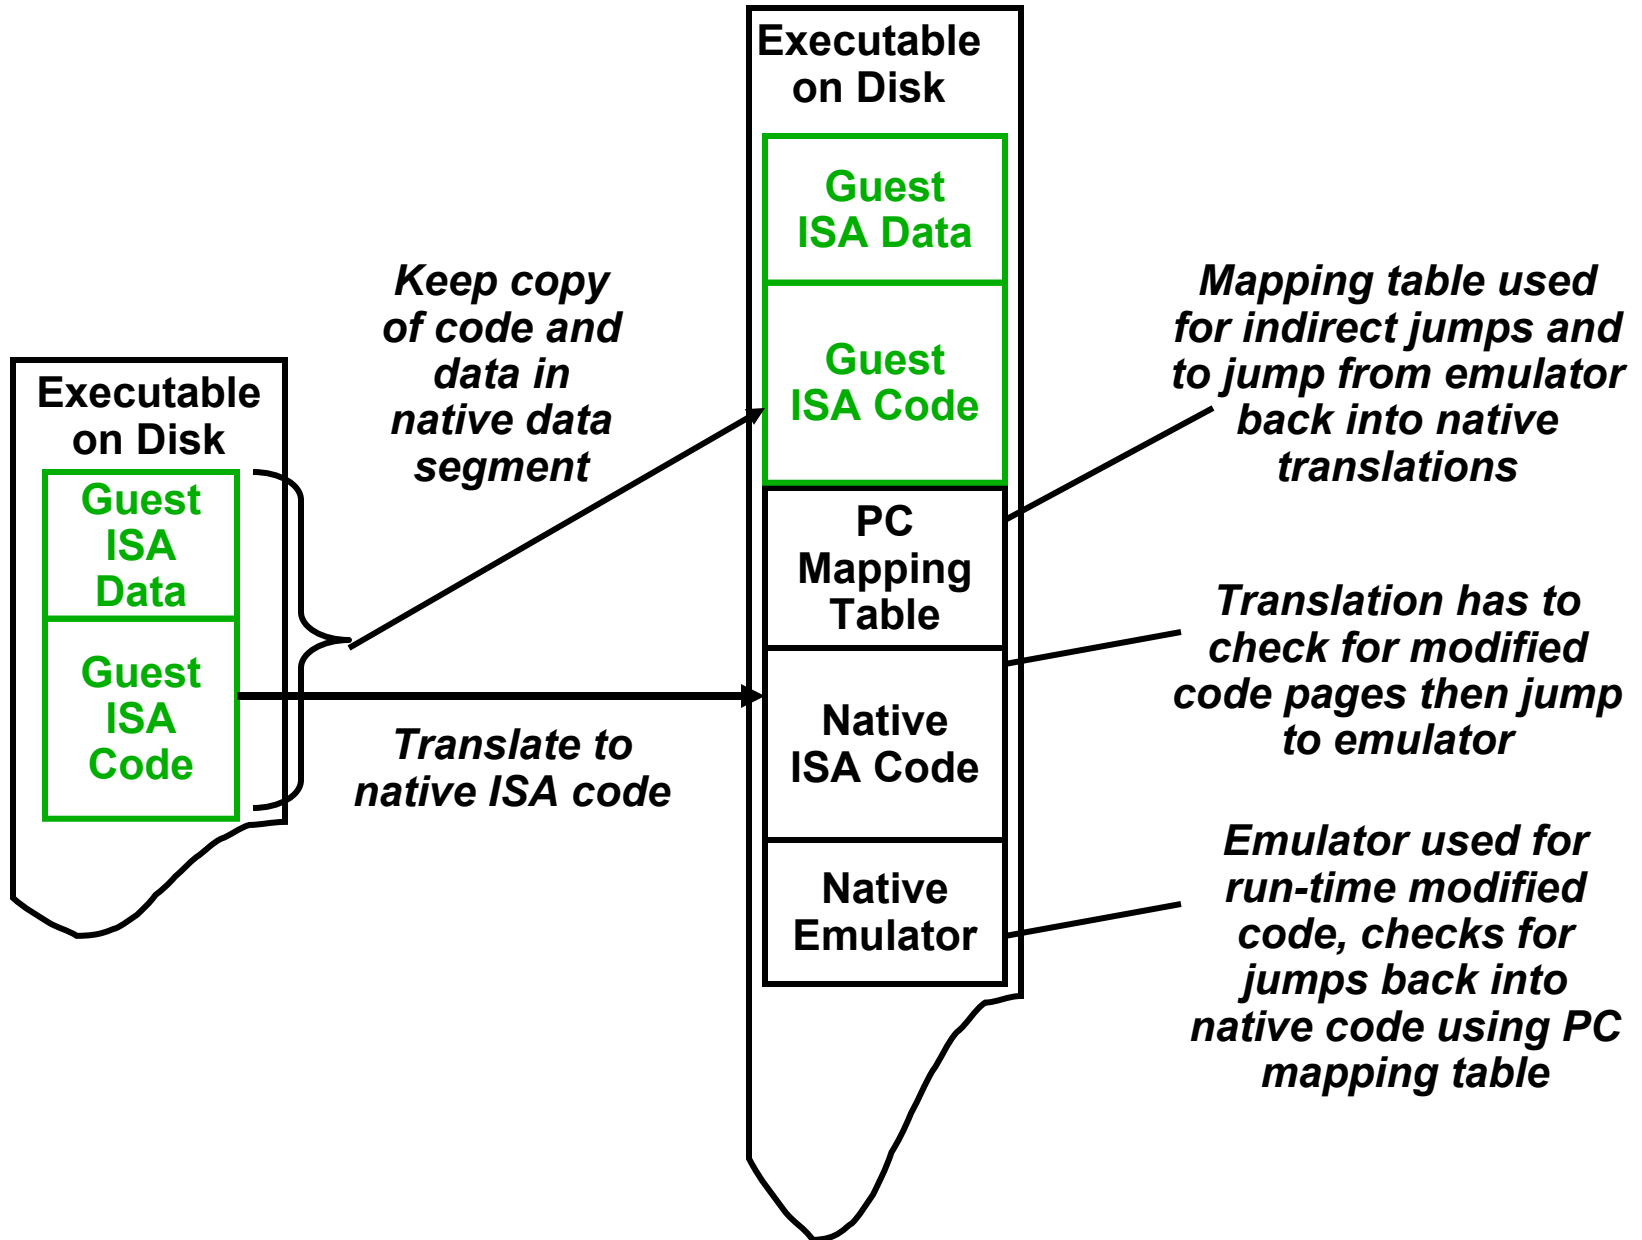 Executable
on Disk
Guest
ISA
Data
Guest
ISA
Code
Keep copy
of code and
data in
native data
segment
Translate to
native ISA code
Executable
on Disk
Guest
ISA Data
Guest
ISA Code
PC
Mapping
Table
Native
ISA Code
Native
Emulator
Mapping table used
for indirect jumps and
to jump from emulator
back into native
translations
Translation has to
check for modified
code pages then jump
to emulator
Emulator used for
run-time modified
code, checks for
jumps back into
native code using PC
mapping table